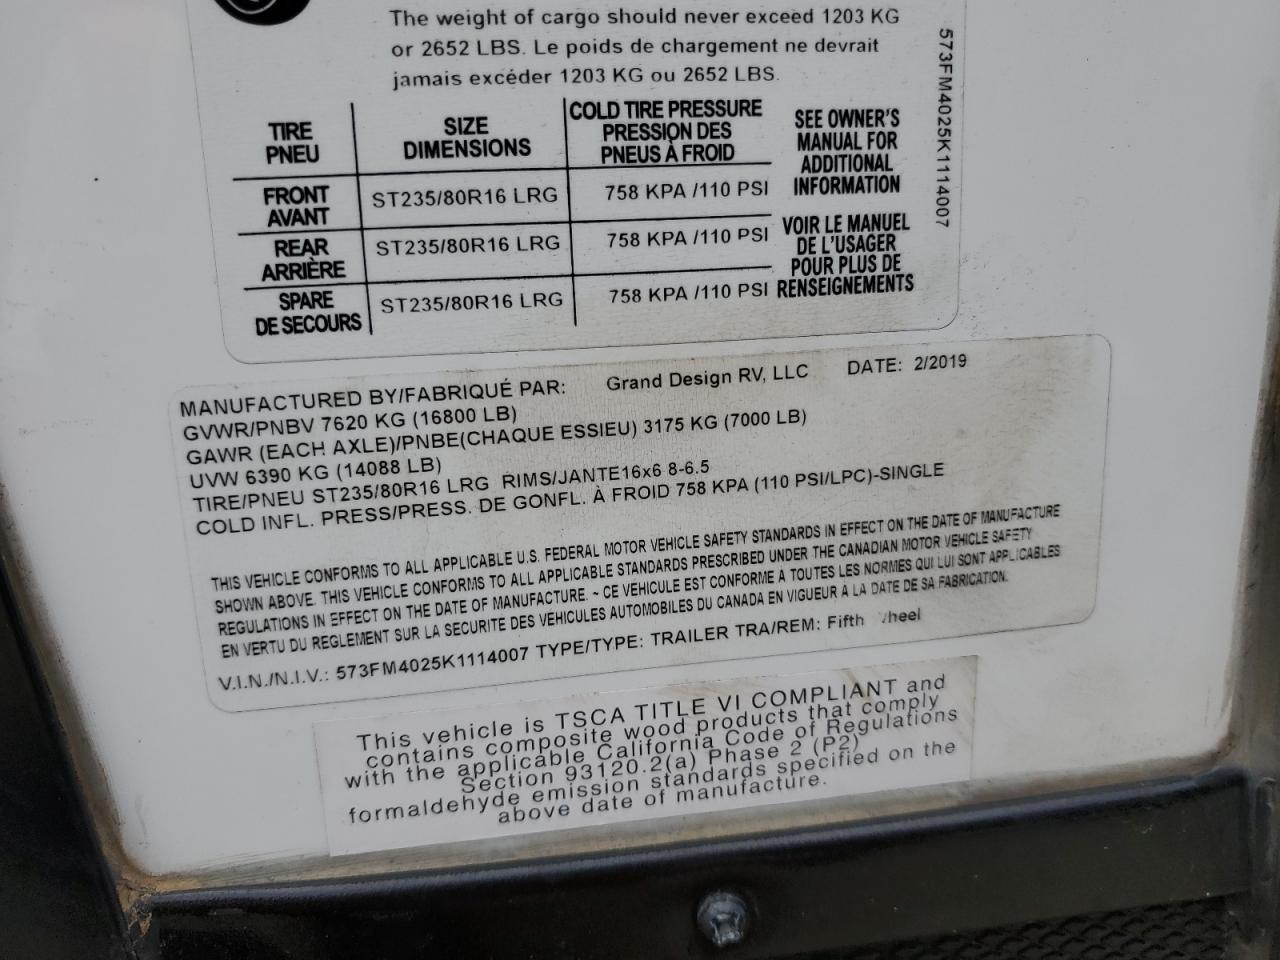 The weight of cargo should never exceed 1203 KG
or 2652 LBS. Le poids de chargement ne devrait
jamais excéder 1203 KG ou 2652 LBS.
TIRE
PNEU
SIZE
DIMENSIONS
COLD TIRE PRESSURE
PRESSION DES
PNEUS À FROID
SEE OWNER'S
MANUAL FOR
ADDITIONAL
INFORMATION
FRONT
AVANT
ST235/80R16 LRG
758 KPA /110 PSI
REAR
ARRIÈRE
ST235/80R16 LRG
758 KPA /110 PSI
SPARE
DE SECOURS
ST235/80R16 LRG
758 KPA /110 PSI
VOIR LE MANUEL
DE L'USAGER
POUR PLUS DE
RENSEIGNEMENTS
573FM4025K1114007
MANUFACTURED BY/FABRIQUÉ PAR: Grand Design RV, LLC DATE: 2/2019
GVWR/PNBV 7620 KG (16800 LB)
GAWR (EACH AXLE)/PNBE(CHAQUE ESSIEU) 3175 KG (7000 LB)
UVW 6390 KG (14088 LB)
TIRE/PNEU ST235/80R16 LRG RIMS/JANTE16x6 8-6.5
COLD INFL. PRESS/PRESS. DE GONFL. À FROID 758 KPA (110 PSI/LPC)-SINGLE
THIS VEHICLE CONFORMS TO ALL APPLICABLE U.S. FEDERAL MOTOR VEHICLE SAFETY STANDARDS IN EFFECT ON THE DATE OF MANUFACTURE
SHOWN ABOVE. THIS VEHICLE CONFORMS TO ALL APPLICABLE STANDARDS PRESCRIBED UNDER THE CANADIAN MOTOR VEHICLE SAFETY
REGULATIONS IN EFFECT ON THE DATE OF MANUFACTURE. ~ CE VÉHICULE EST CONFORME À TOUTES LES NORMES QUI LUI SONT APPLICABLES
EN VERTU DU REGLEMENT SUR LA SECURITE DES VÉHICULES AUTOMOBILES DU CANADA EN VIGUEUR À LA DATE DE SA FABRICATION.
V.I.N./N.I.V.: 573FM4025K1114007 TYPE/TYPE: TRAILER TRA/REM: Fifth Wheel
This vehicle is TSCA TITLE VI COMPLIANT and
contains composite wood products that comply
with the applicable California Code of Regulations
Section 93120.2(a) Phase 2 (P2)
formaldehyde emission standards specified on the
above date of manufacture.